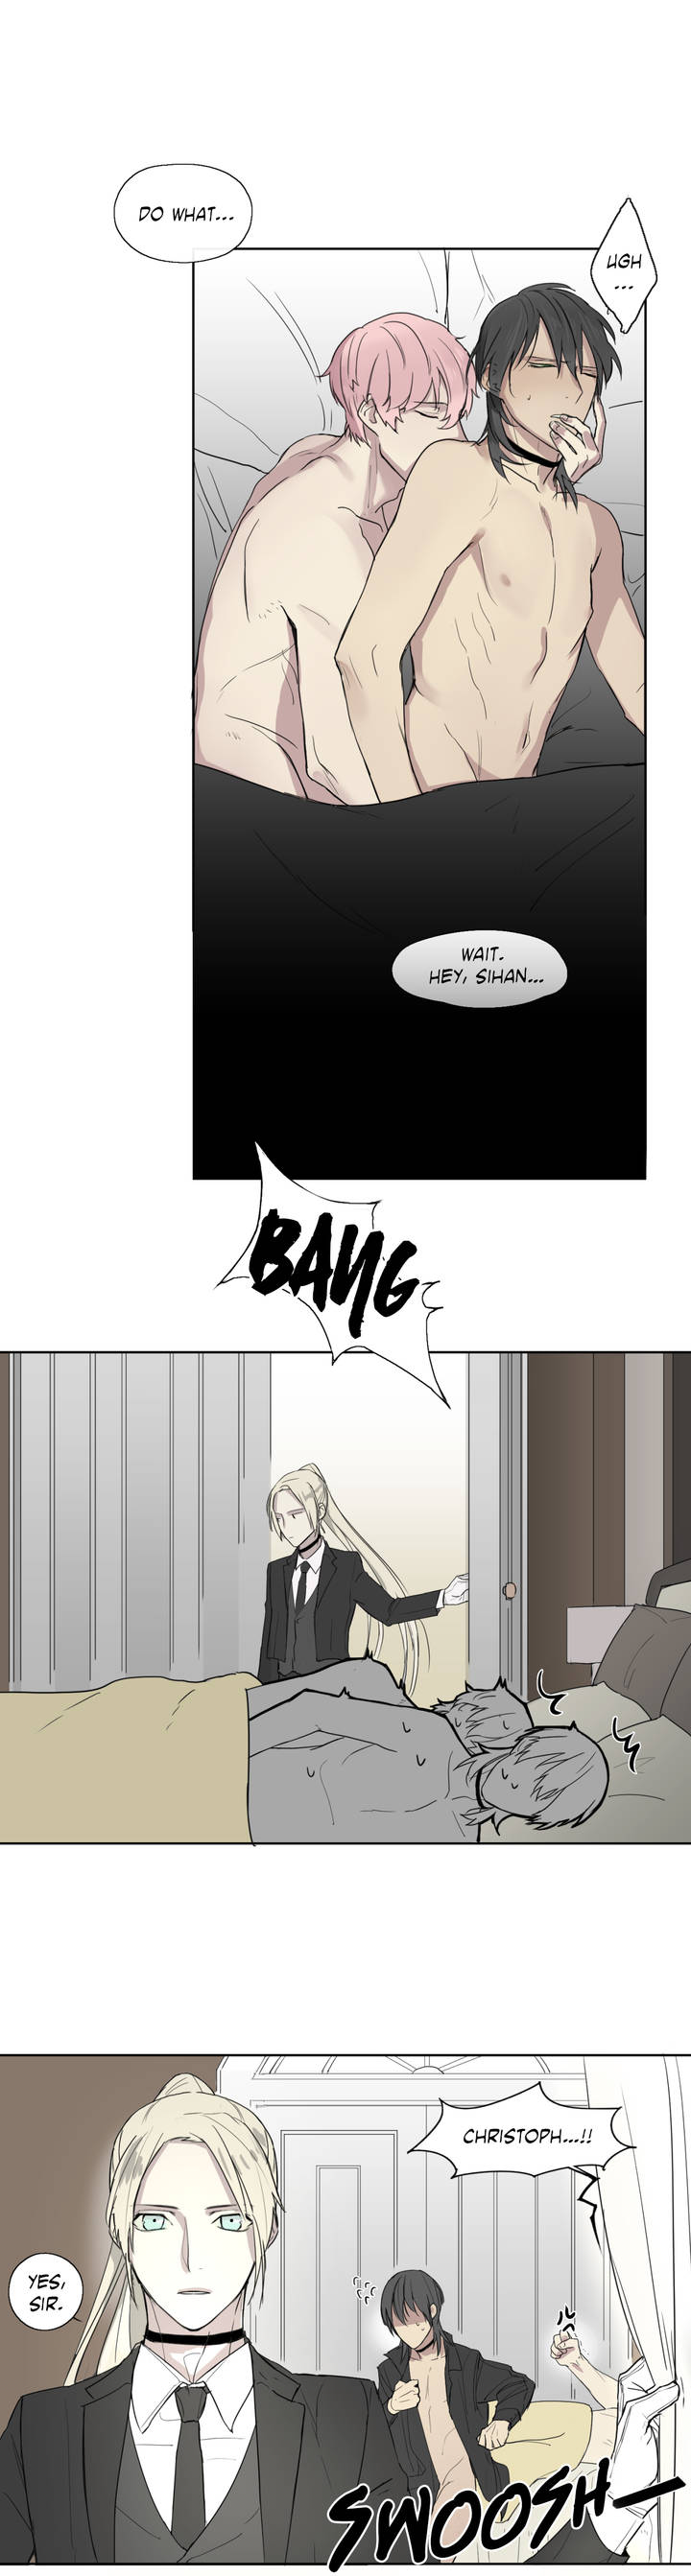 DO WHAT...
UGH
...
WAIT.
HEY, SIHAN...
BANG
CHRISTOPH...!!
YES,
SIR.
SWOOSH—